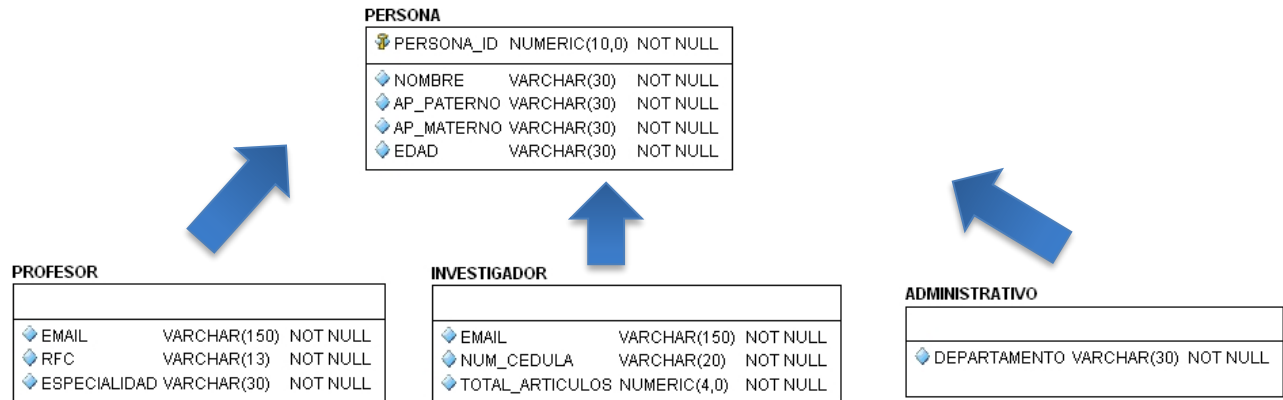 PERSONA
PERSONA_ID NUMERIC(10,0) NOT NULL
NOMBRE VARCHAR(30) NOT NULL
AP_PATERNO VARCHAR(30) NOT NULL
AP_MATERNO VARCHAR(30) NOT NULL
EDAD VARCHAR(30) NOT NULL
PROFESOR
EMAIL VARCHAR(150) NOT NULL
RFC VARCHAR(13) NOT NULL
ESPECIALIDAD VARCHAR(30) NOT NULL
INVESTIGADOR
EMAIL VARCHAR(150) NOT NULL
NUM_CEDULA VARCHAR(20) NOT NULL
TOTAL_ARTICULOS NUMERIC(4,0) NOT NULL
ADMINISTRATIVO
DEPARTAMENTO VARCHAR(30) NOT NULL